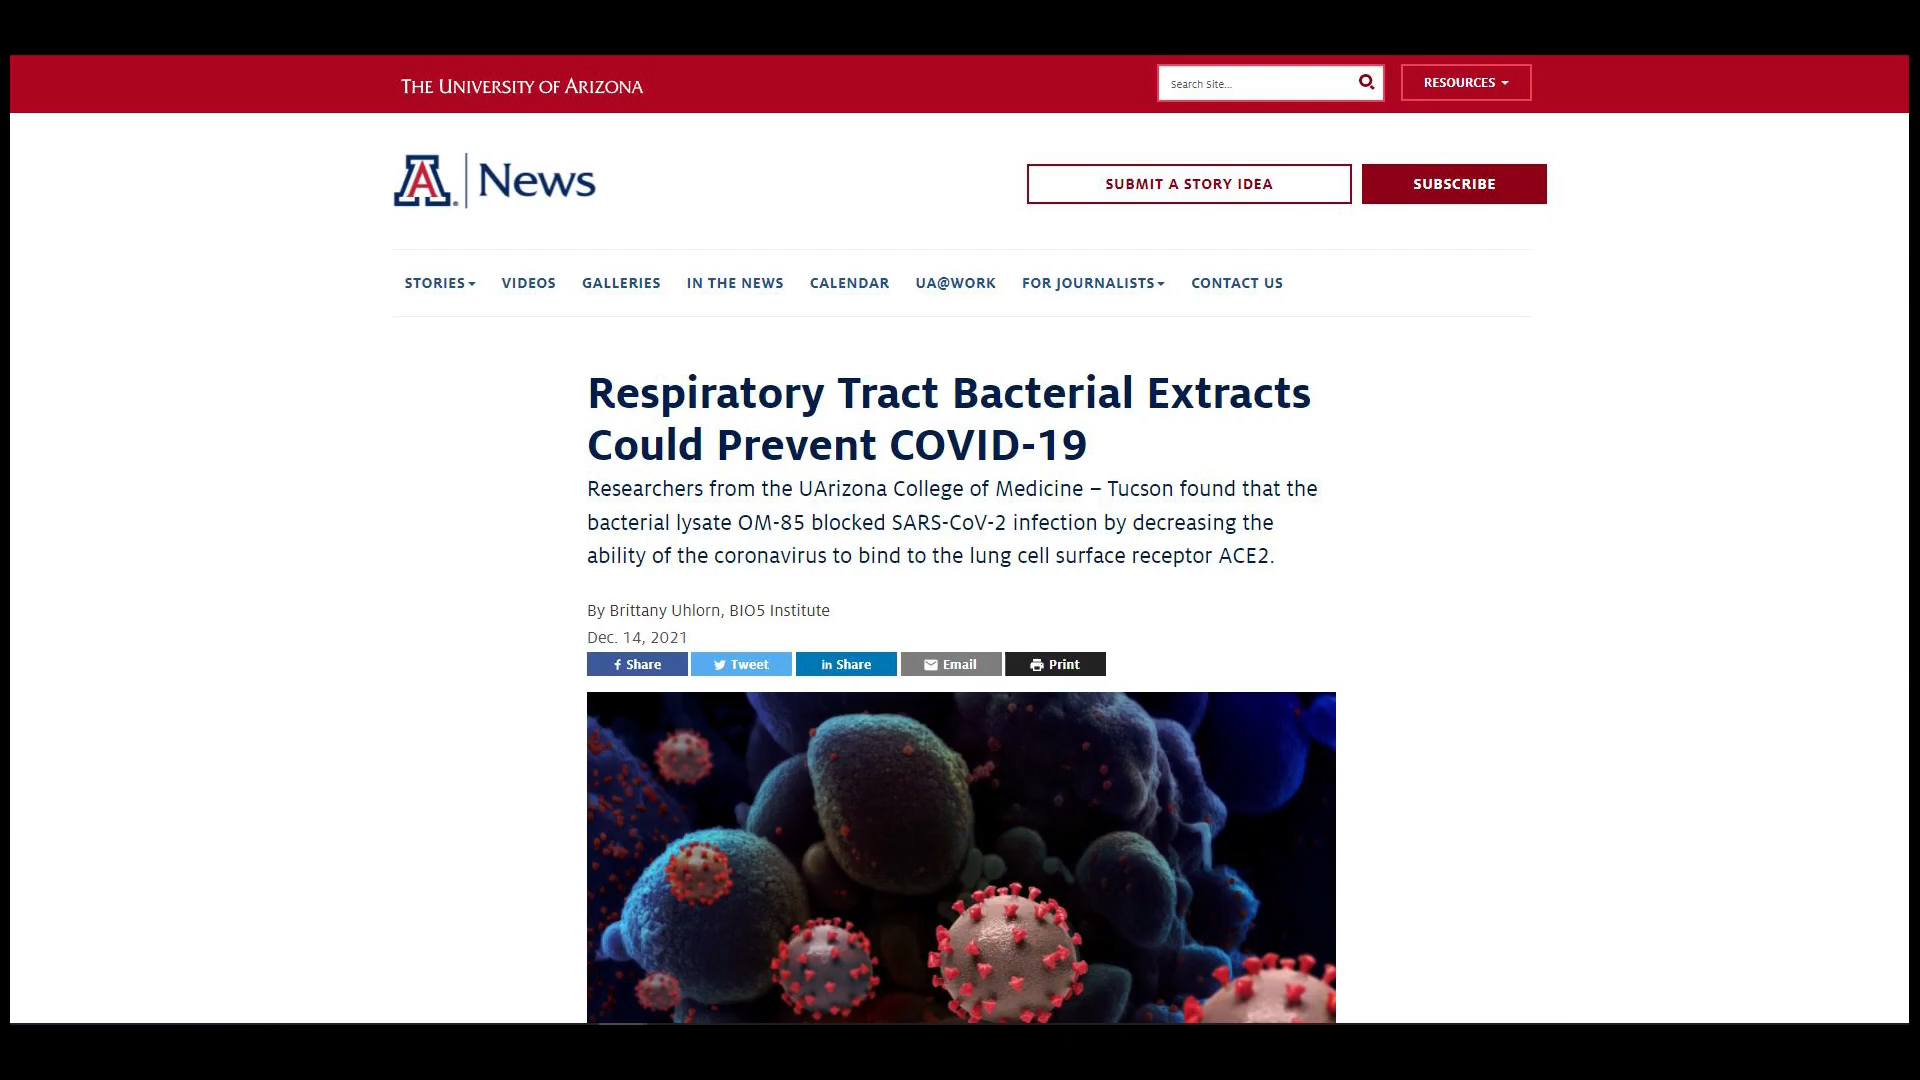 THE UNIVERSITY OF ARIZONA
Search Site...
RESOURCES
A. News
SUBMIT A STORY IDEA
SUBSCRIBE
STORIES VIDEOS GALLERIES IN THE NEWS CALENDAR UA@WORK FOR JOURNALISTS CONTACT US
Respiratory Tract Bacterial Extracts
Could Prevent COVID-19
Researchers from the UArizona College of Medicine – Tucson found that the
bacterial lysate OM-85 blocked SARS-CoV-2 infection by decreasing the
ability of the coronavirus to bind to the lung cell surface receptor ACE2.
By Brittany Uhlorn, BIO5 Institute
Dec. 14, 2021
f Share Tweet in Share Email Print